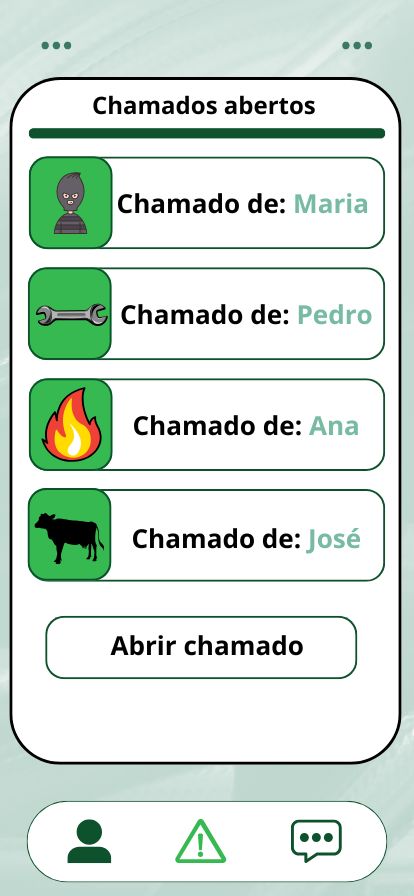 Chamados abertos
Chamado de: Maria
Chamado de: Pedro
Chamado de: Ana
Chamado de: José
Abrir chamado